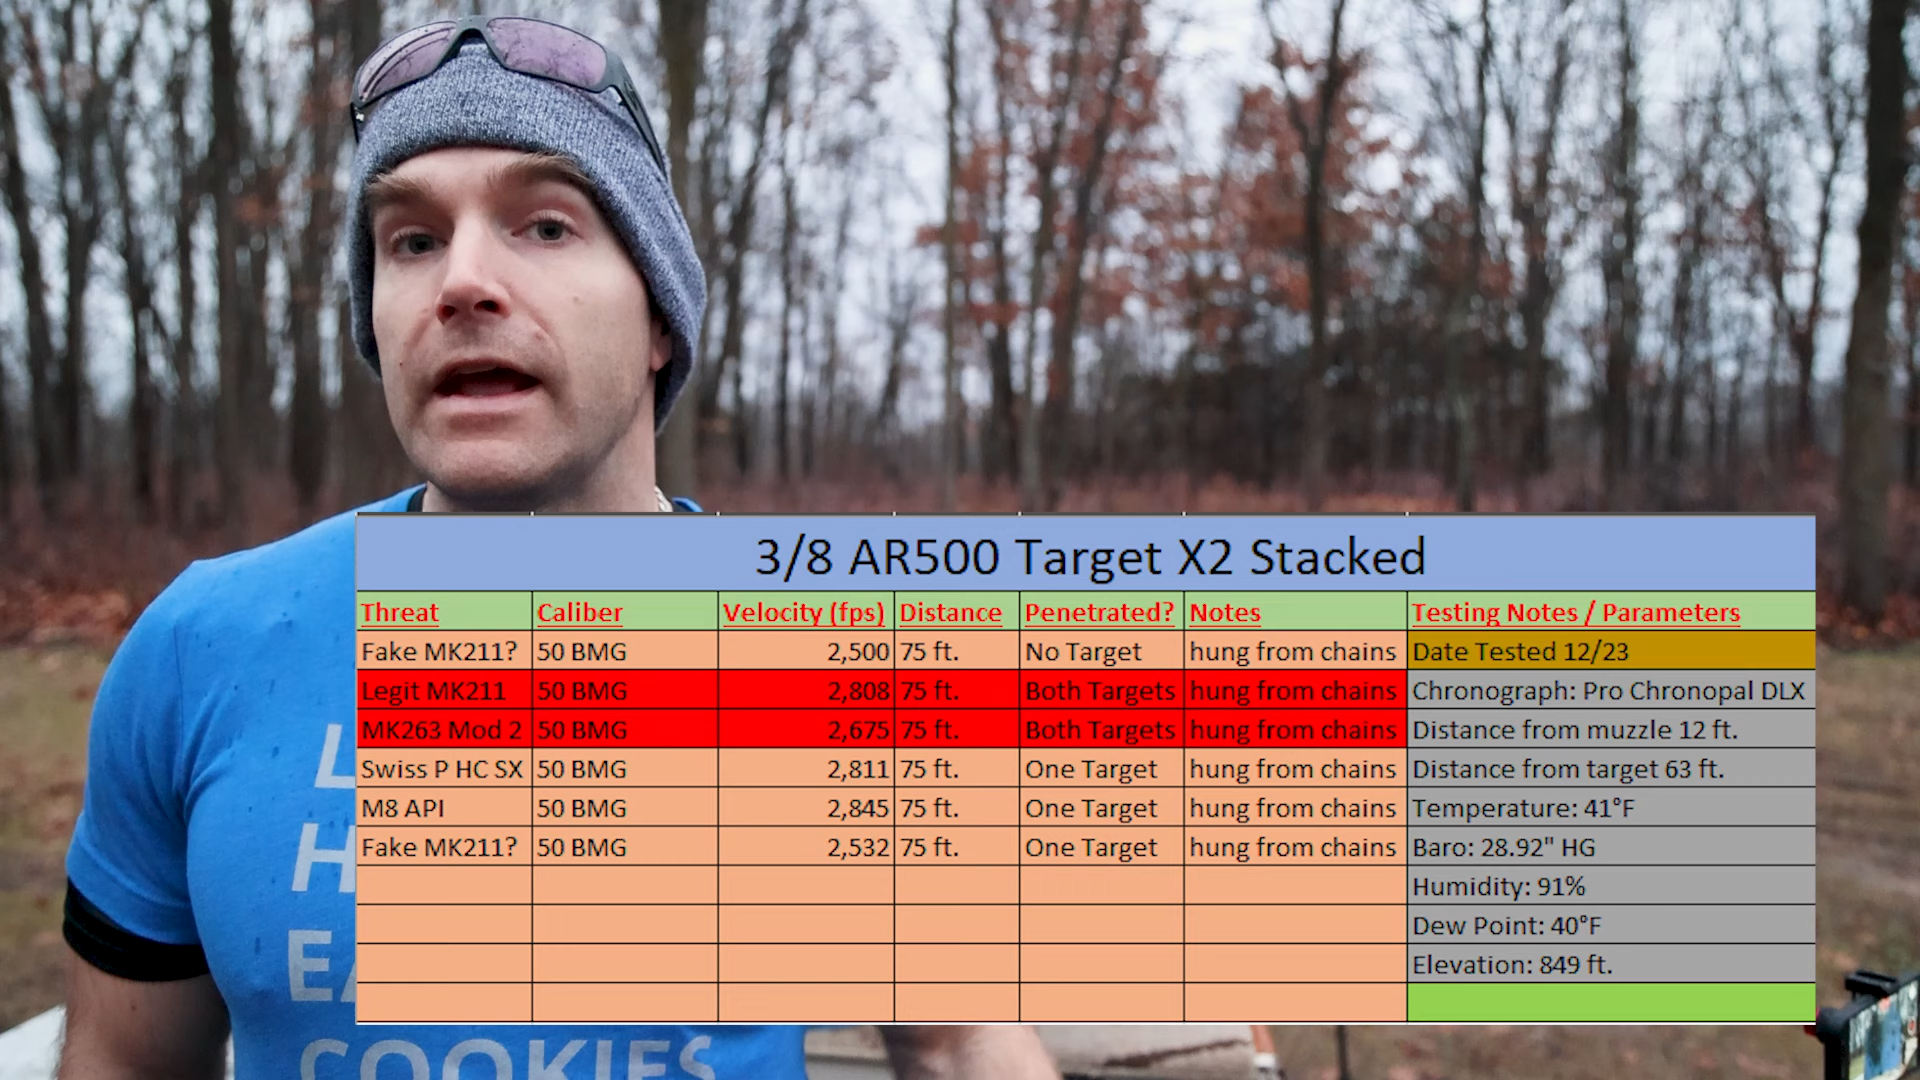 3/8 AR500 Target X2 Stacked
Threat Caliber Velocity (fps) Distance Penetrated? Notes Testing Notes / Parameters
Fake MK211? 50 BMG 2,500 75 ft. No Target hung from chains Date Tested 12/23
Legit MK211 50 BMG 2,808 75 ft. Both Targets hung from chains Chronograph: Pro Chronopal DLX
MK263 Mod 2 50 BMG 2,675 75 ft. Both Targets hung from chains Distance from muzzle 12 ft.
Swiss P HC SX 50 BMG 2,811 75 ft. One Target hung from chains Distance from target 63 ft.
M8 API 50 BMG 2,845 75 ft. One Target hung from chains Temperature: 41°F
Fake MK211? 50 BMG 2,532 75 ft. One Target hung from chains Baro: 28.92" HG
Humidity: 91%
Dew Point: 40°F
Elevation: 849 ft.
COOKIES